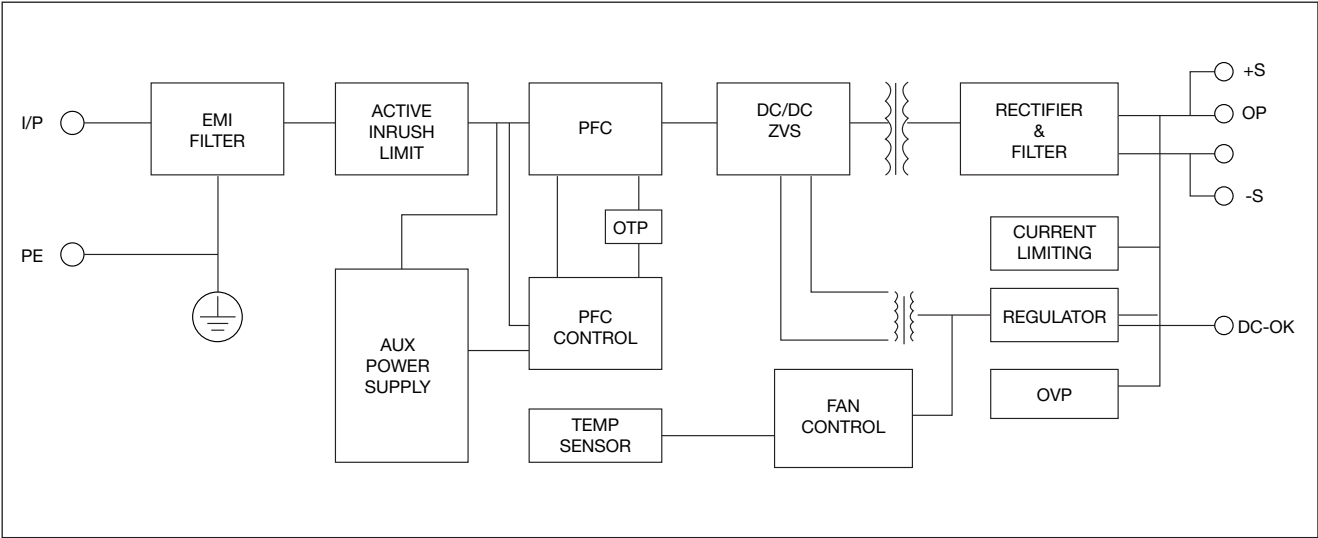 I/P
EMI
FILTER
ACTIVE
INRUSH
LIMIT
PFC
DC/DC
ZVS
RECTIFIER
&
FILTER
+S
OP
-S
OTP
PE
CURRENT
LIMITING
AUX
POWER
SUPPLY
PFC
CONTROL
REGULATOR
DC-OK
TEMP
SENSOR
FAN
CONTROL
OVP